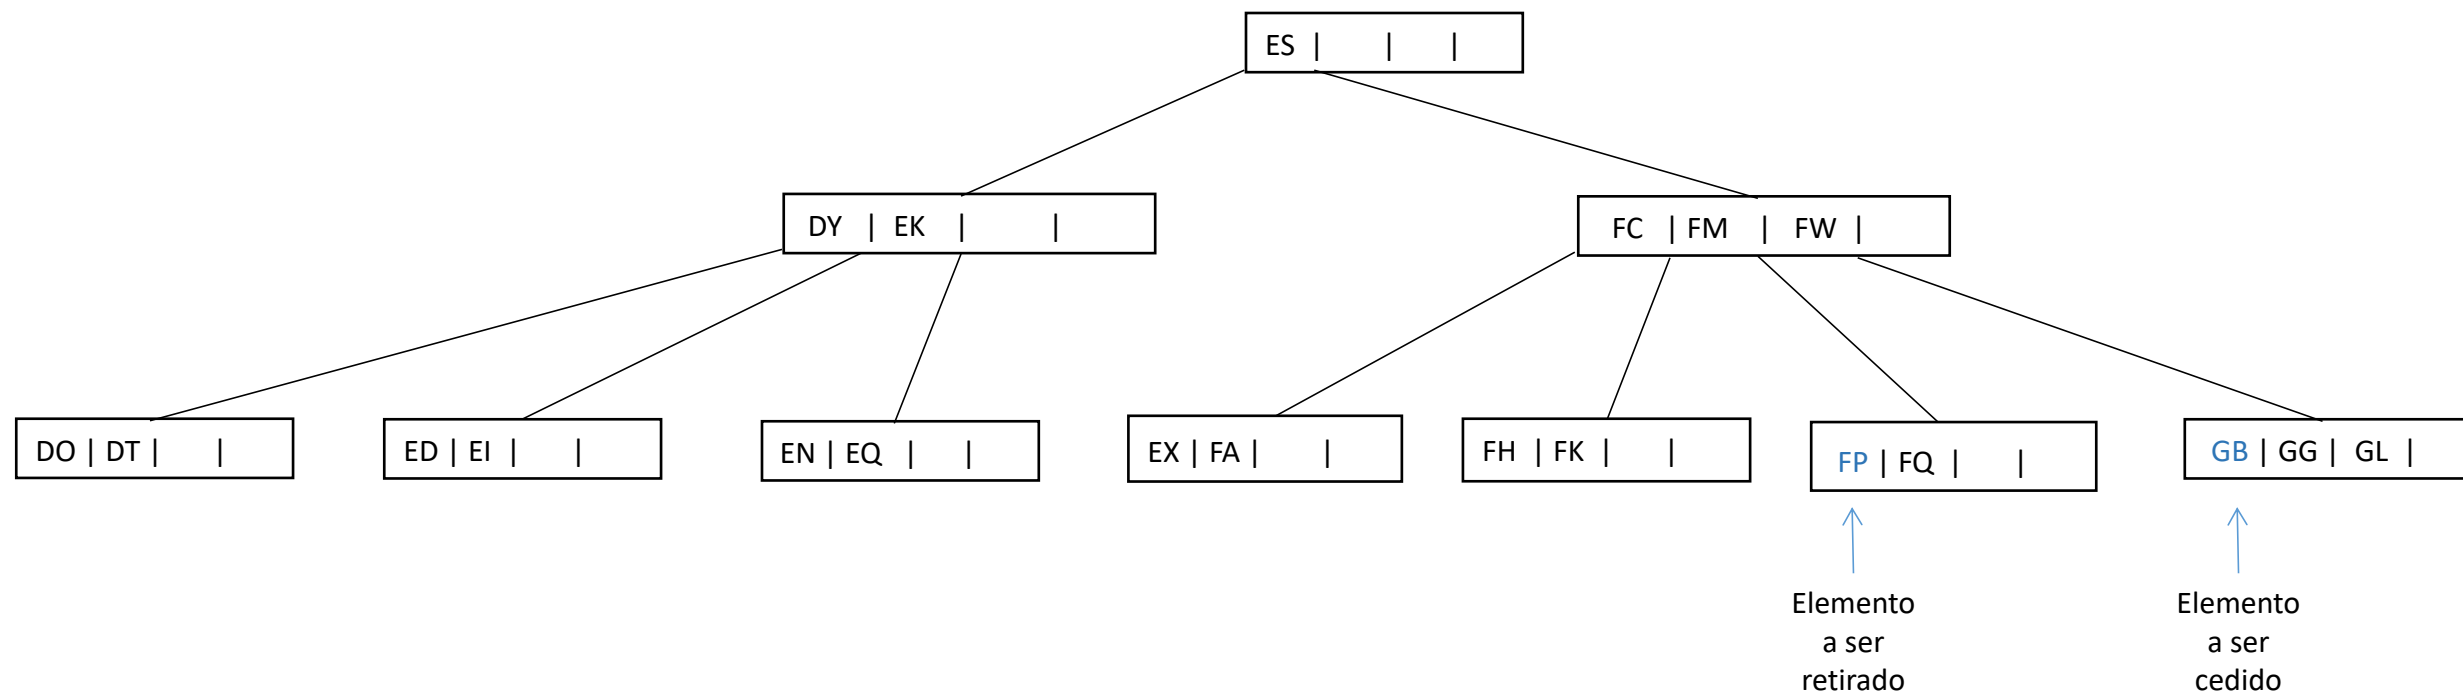 ES | | |
DY | EK | |
FC | FM | FW |
DO | DT | |
ED | EI | |
EN | EQ | |
EX | FA | |
FH | FK | |
FP | FQ | |
GB | GG | GL |
Elemento
a ser
retirado
Elemento
a ser
cedido